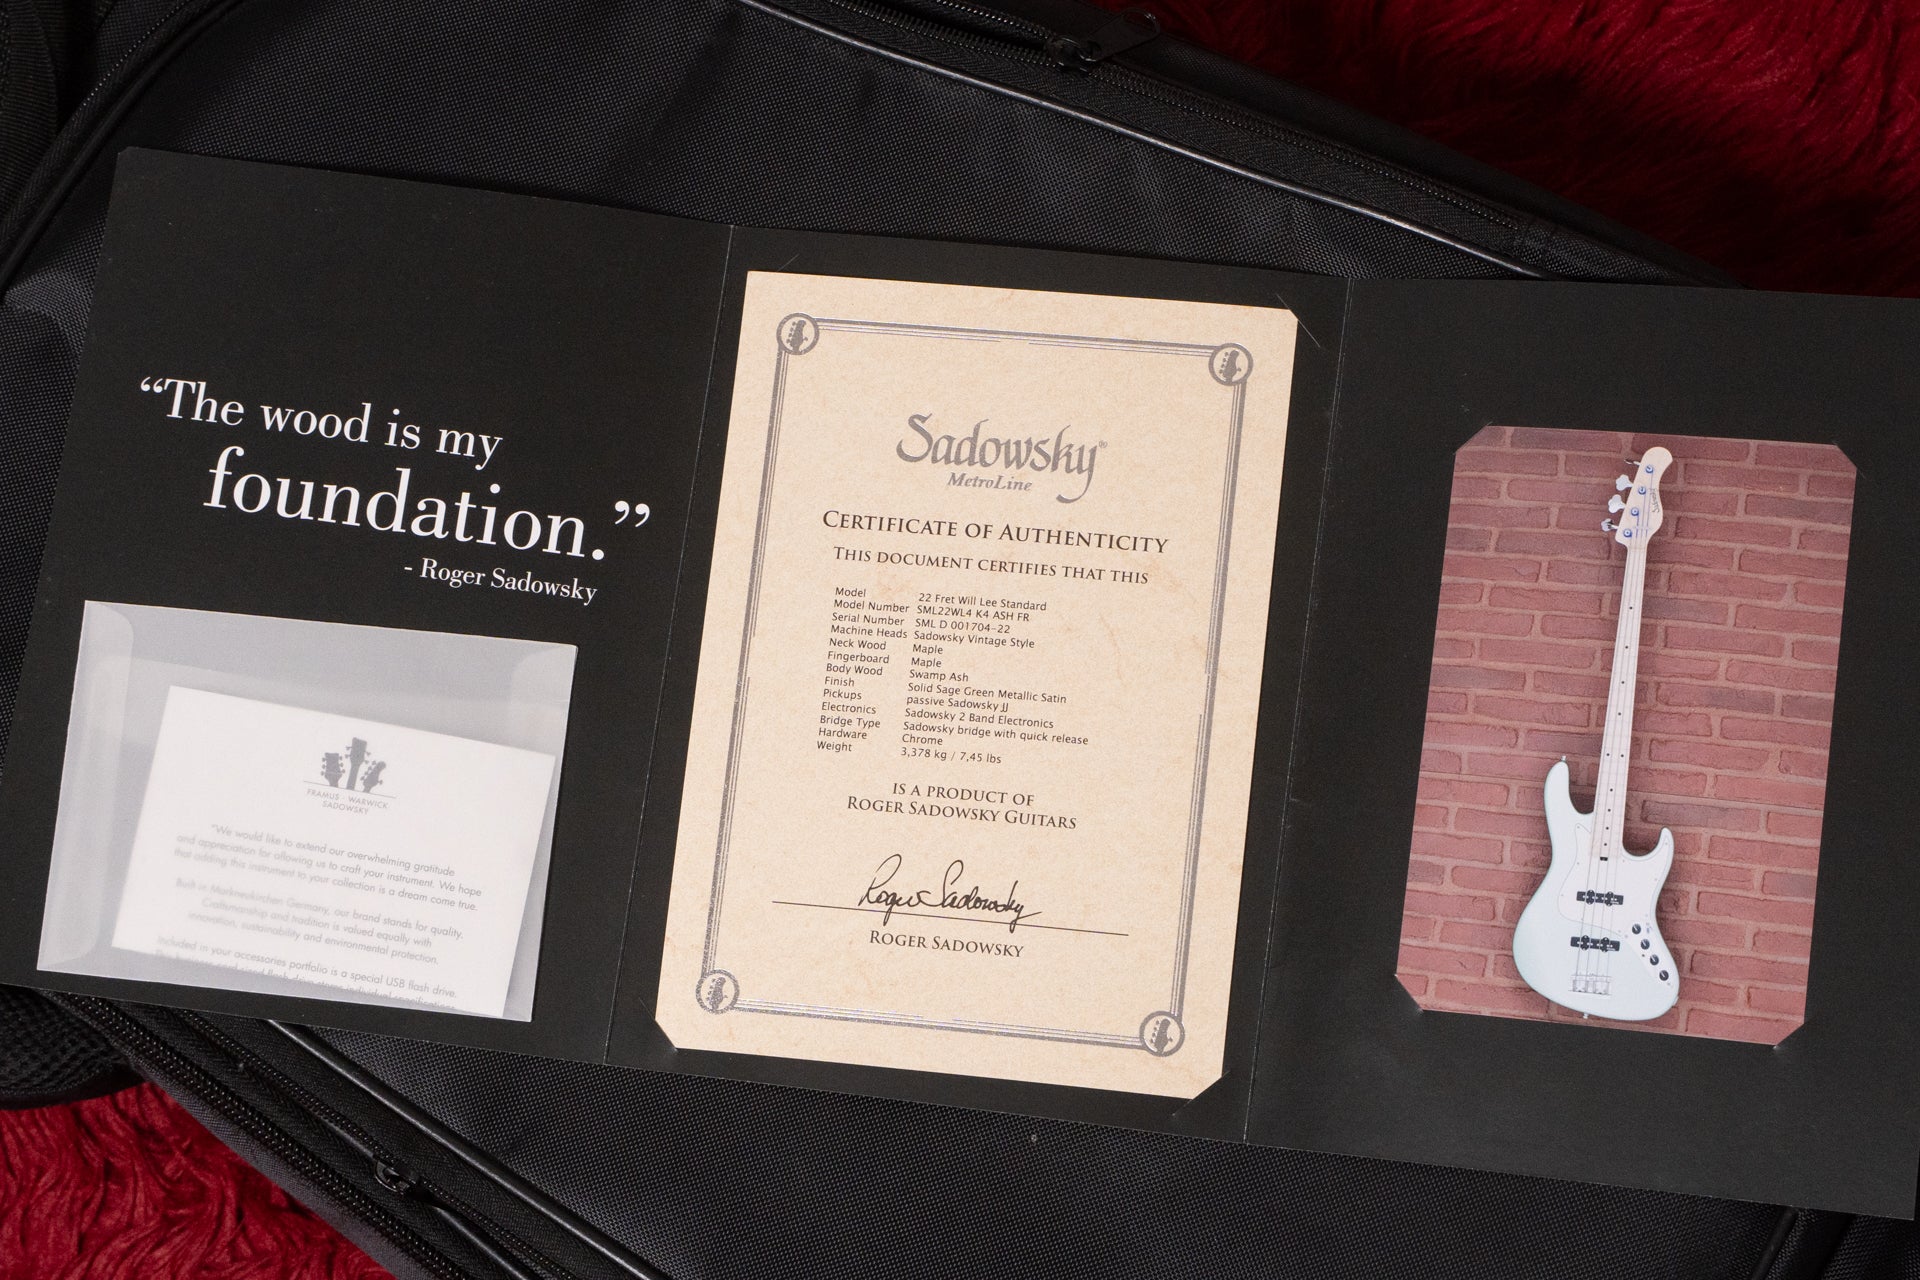 “The wood is my
foundation.”
- Roger Sadowsky
FRAMUS · WARWICK
SADOWSKY
“We would like to extend our overwhelming gratitude
and appreciation for allowing us to craft your instrument. We hope
that adding this instrument to your collection is a dream come true.
Built in Markneukirchen Germany, our brand stands for quality.
Craftsmanship and tradition is valued equally with
innovation, sustainability and environmental protection.
Included in your accessories portfolio is a special USB flash drive.
Sadowsky®
MetroLine
CERTIFICATE OF AUTHENTICITY
THIS DOCUMENT CERTIFIES THAT THIS
Model 22 Fret Will Lee Standard
Model Number SML22WL4 K4 ASH FR
Serial Number SML D 001704-22
Machine Heads Sadowsky Vintage Style
Neck Wood Maple
Fingerboard Maple
Body Wood Swamp Ash
Finish Solid Sage Green Metallic Satin
Pickups passive Sadowsky JJ
Electronics Sadowsky 2 Band Electronics
Bridge Type Sadowsky bridge with quick release
Hardware Chrome
Weight 3,378 kg / 7,45 lbs
IS A PRODUCT OF
ROGER SADOWSKY GUITARS
Roger Sadowsky
ROGER SADOWSKY
Sadowsky